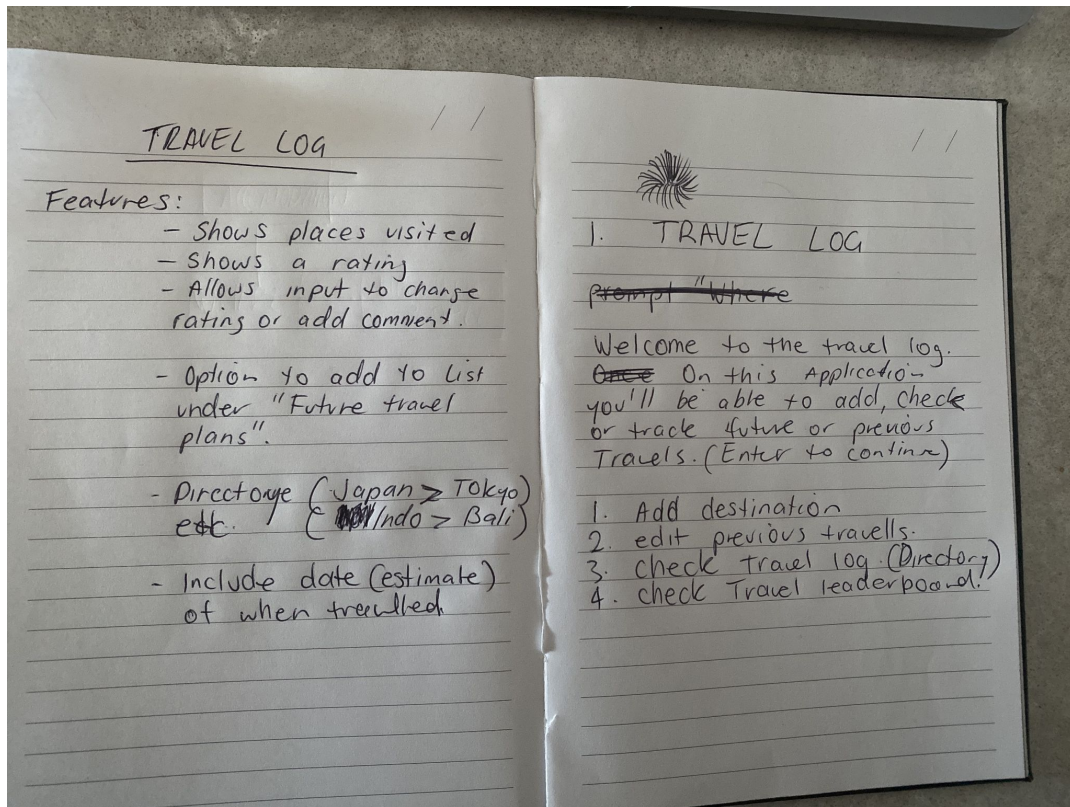 TRAVEL LOG
Features:
- Shows places visited
- Shows a rating
- Allows input to change
rating or add comment.
- Option to add to list
under "Future travel
plans".
- Directorye (Japan > Tokyo)
etc. ( Indo > Bali)
- Include date (estimate)
of when travelled.
1. TRAVEL LOG
prompt "Where
Welcome to the travel log.
Once On this Application
you'll be able to add, check
or track future or previous
Travels. (Enter to continue)
1. Add destination
2. edit previous travells.
3. check travel log. (Directory)
4. check Travel leaderboard.